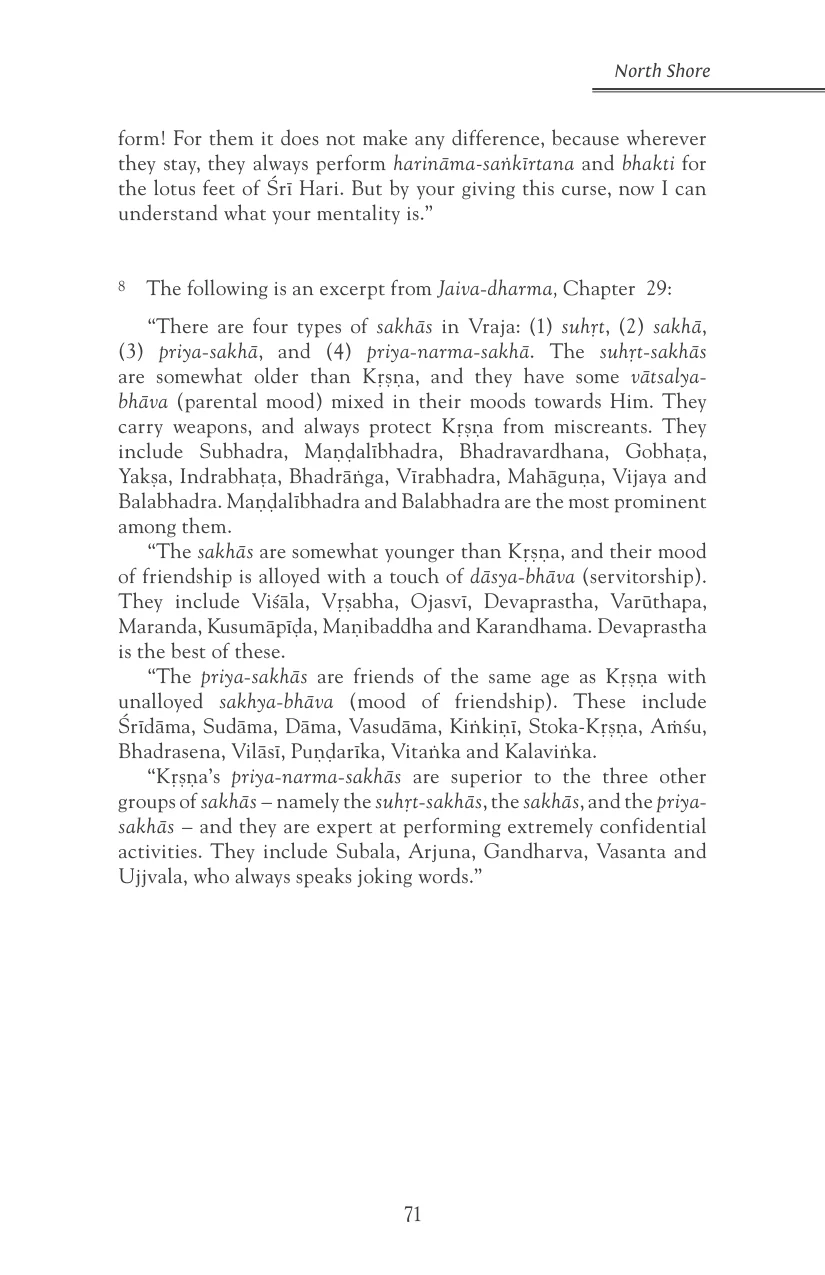 North Shore
form! For them it does not make any difference, because wherever
they stay, they always perform harināma-saṅkīrtana and bhakti for
the lotus feet of Śrī Hari. But by your giving this curse, now I can
understand what your mentality is.”
8 The following is an excerpt from Jaiva-dharma, Chapter 29:
“There are four types of sakhās in Vraja: (1) suhṛt, (2) sakhā,
(3) priya-sakhā, and (4) priya-narma-sakhā. The suhṛt-sakhās
are somewhat older than Kṛṣṇa, and they have some vātsalya-
bhāva (parental mood) mixed in their moods towards Him. They
carry weapons, and always protect Kṛṣṇa from miscreants. They
include Subhadra, Maṇḍalībhadra, Bhadravardhana, Gobhaṭa,
Yakṣa, Indrabhaṭa, Bhadrāṅga, Vīrabhadra, Mahāguṇa, Vijaya and
Balabhadra. Maṇḍalībhadra and Balabhadra are the most prominent
among them.
“The sakhās are somewhat younger than Kṛṣṇa, and their mood
of friendship is alloyed with a touch of dāsya-bhāva (servitorship).
They include Viśāla, Vṛṣabha, Ojasvī, Devaprastha, Varūthapa,
Maranda, Kusumāpīḍa, Maṇibaddha and Karandhama. Devaprastha
is the best of these.
“The priya-sakhās are friends of the same age as Kṛṣṇa with
unalloyed sakhya-bhāva (mood of friendship). These include
Śrīdāma, Sudāma, Dāma, Vasudāma, Kiṅkiṇī, Stoka-Kṛṣṇa, Aṁśu,
Bhadrasena, Vilāsī, Puṇḍarīka, Vitaṅka and Kalaviṅka.
“Kṛṣṇa’s priya-narma-sakhās are superior to the three other
groups of sakhās – namely the suhṛt-sakhās, the sakhās, and the priya-
sakhās – and they are expert at performing extremely confidential
activities. They include Subala, Arjuna, Gandharva, Vasanta and
Ujjvala, who always speaks joking words.”
71